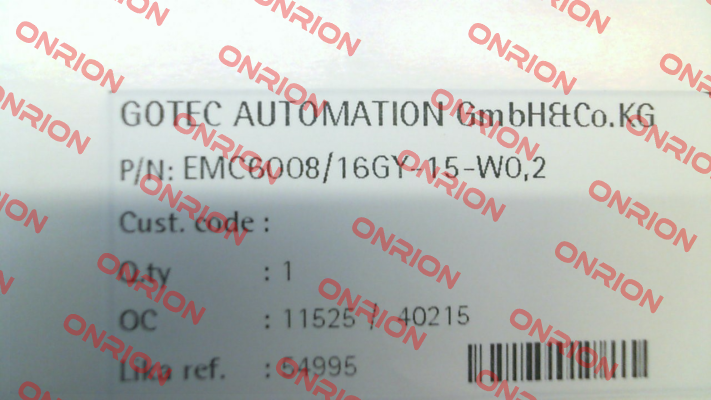 GOTEC AUTOMATION GmbH&Co.KG
P/N: EMC6008/16GY-15-W0,2
Cust. code :
Q.ty : 1
OC : 11525 / 40215
Lika ref. : 54995
ONRION